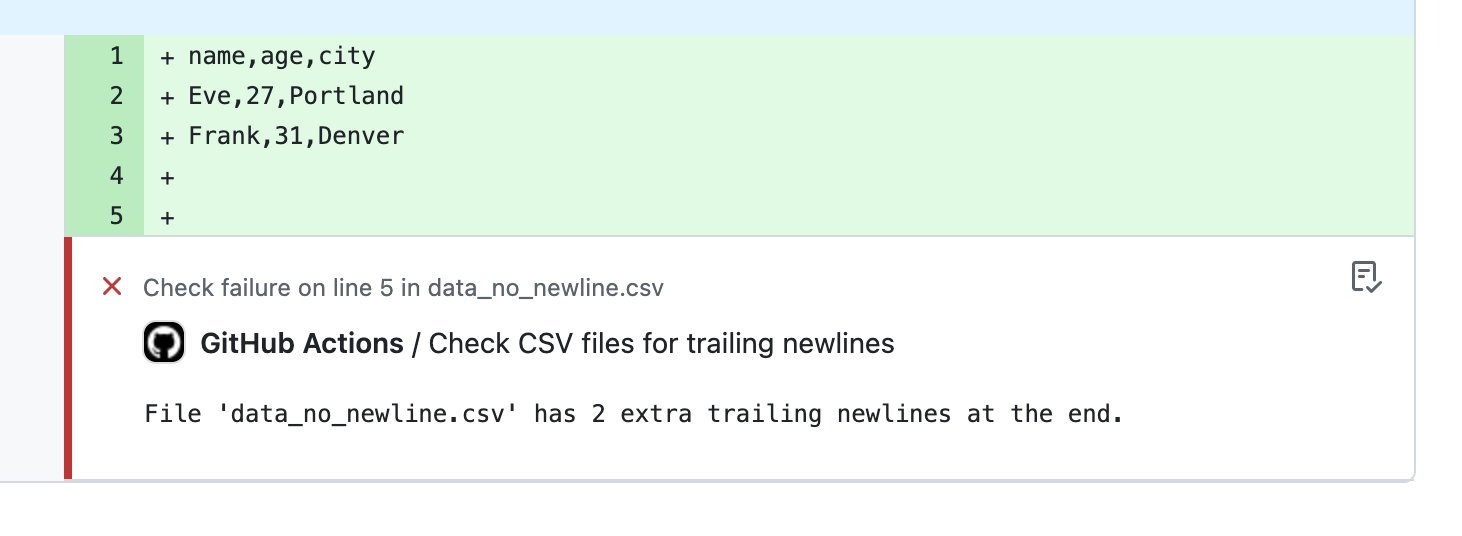 1 + name,age,city
2 + Eve,27,Portland
3 + Frank,31,Denver
4 +
5 +
Check failure on line 5 in data_no_newline.csv
GitHub Actions / Check CSV files for trailing newlines
File 'data_no_newline.csv' has 2 extra trailing newlines at the end.